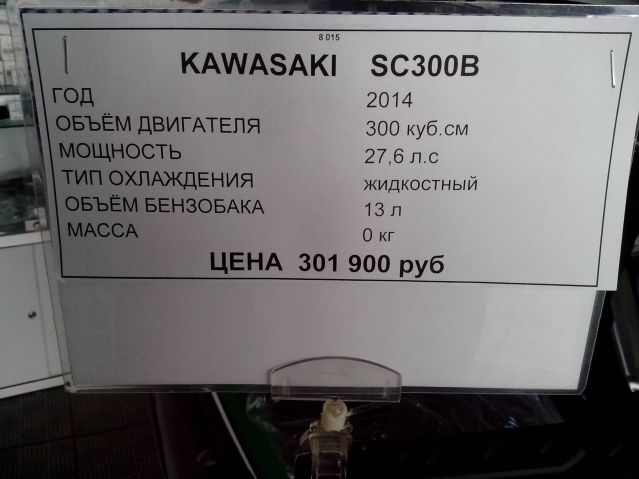 8 015
KAWASAKI SC300B
ГОД 2014
ОБЪЁМ ДВИГАТЕЛЯ 300 куб.см
МОЩНОСТЬ 27,6 л.с
ТИП ОХЛАЖДЕНИЯ жидкостный
ОБЪЁМ БЕНЗОБАКА 13 л
МАССА 0 кг
ЦЕНА 301 900 руб